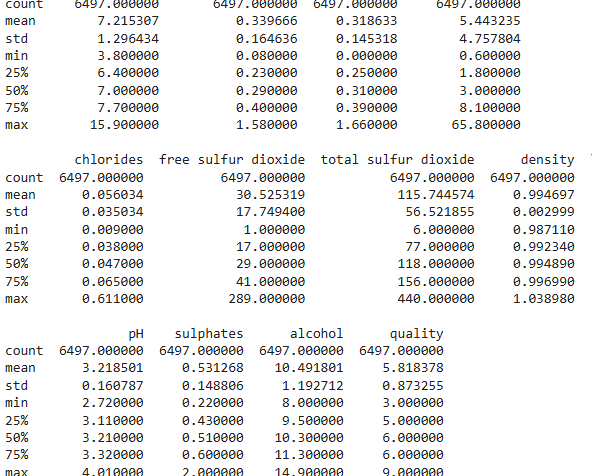 count 6497.000000 6497.000000 6497.000000 6497.000000
mean 7.215307 0.339666 0.318633 5.443235
std 1.296434 0.164636 0.145318 4.757804
min 3.800000 0.080000 0.000000 0.600000
25% 6.400000 0.230000 0.250000 1.800000
50% 7.000000 0.290000 0.310000 3.000000
75% 7.700000 0.400000 0.390000 8.100000
max 15.900000 1.580000 1.660000 65.800000
chlorides free sulfur dioxide total sulfur dioxide density
count 6497.000000 6497.000000 6497.000000 6497.000000
mean 0.056034 30.525319 115.744574 0.994697
std 0.035034 17.749400 56.521855 0.002999
min 0.009000 1.000000 6.000000 0.987110
25% 0.038000 17.000000 77.000000 0.992340
50% 0.047000 29.000000 118.000000 0.994890
75% 0.065000 41.000000 156.000000 0.996990
max 0.611000 289.000000 440.000000 1.038980
pH sulphates alcohol quality
count 6497.000000 6497.000000 6497.000000 6497.000000
mean 3.218501 0.531268 10.491801 5.818378
std 0.160787 0.148806 1.192712 0.873255
min 2.720000 0.220000 8.000000 3.000000
25% 3.110000 0.430000 9.500000 5.000000
50% 3.210000 0.510000 10.300000 6.000000
75% 3.320000 0.600000 11.300000 6.000000
max 4.010000 2.000000 14.900000 9.000000